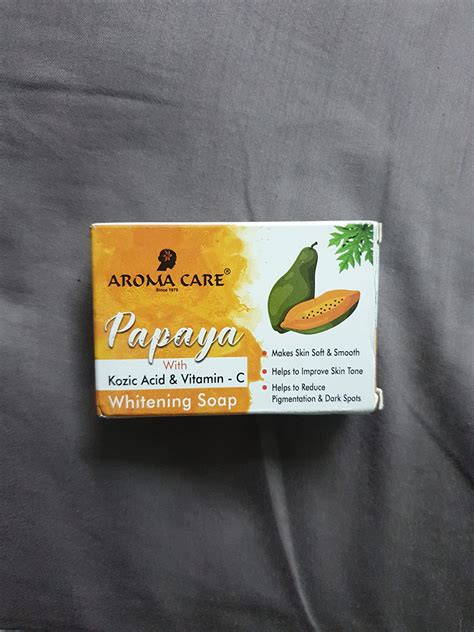 AROMA CARE®
Since 1975
Papaya
With
Kozic Acid & Vitamin - C
Whitening Soap
• Makes Skin Soft & Smooth
• Helps to Improve Skin Tone
• Helps to Reduce
Pigmentation & Dark Spots